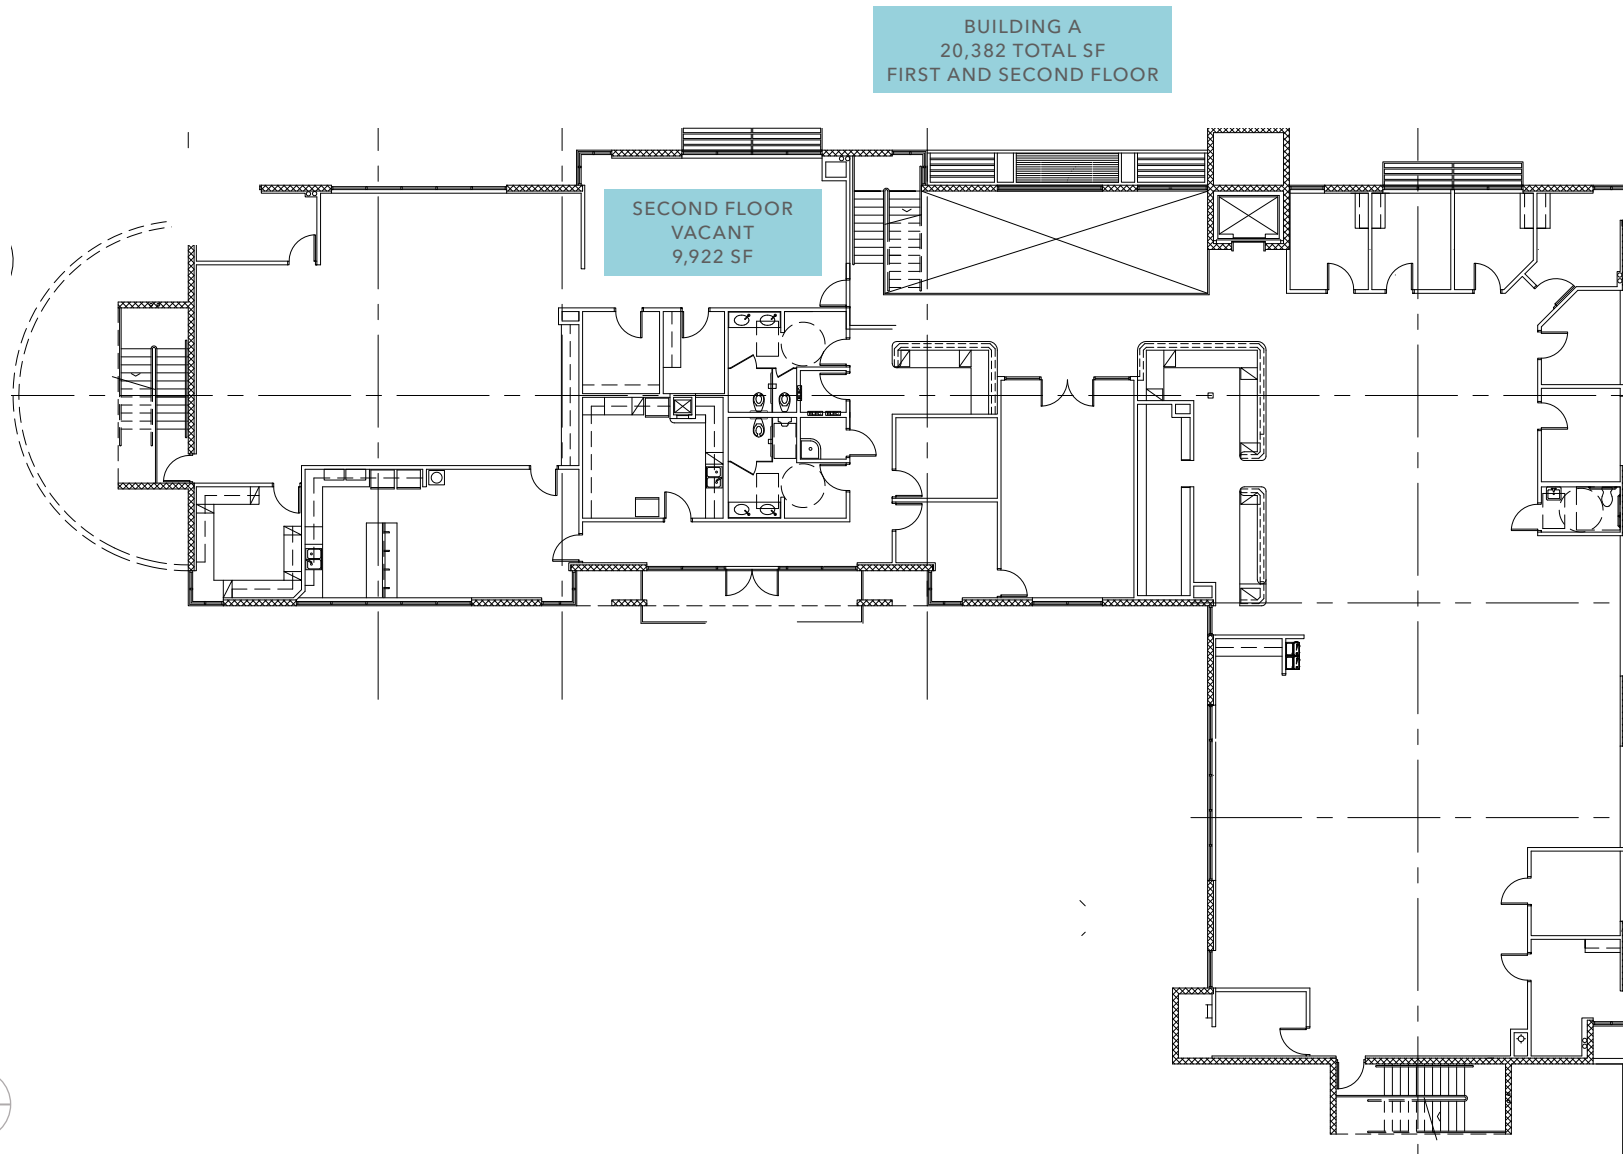 BUILDING A
20,382 TOTAL SF
FIRST AND SECOND FLOOR
SECOND FLOOR
VACANT
9,922 SF